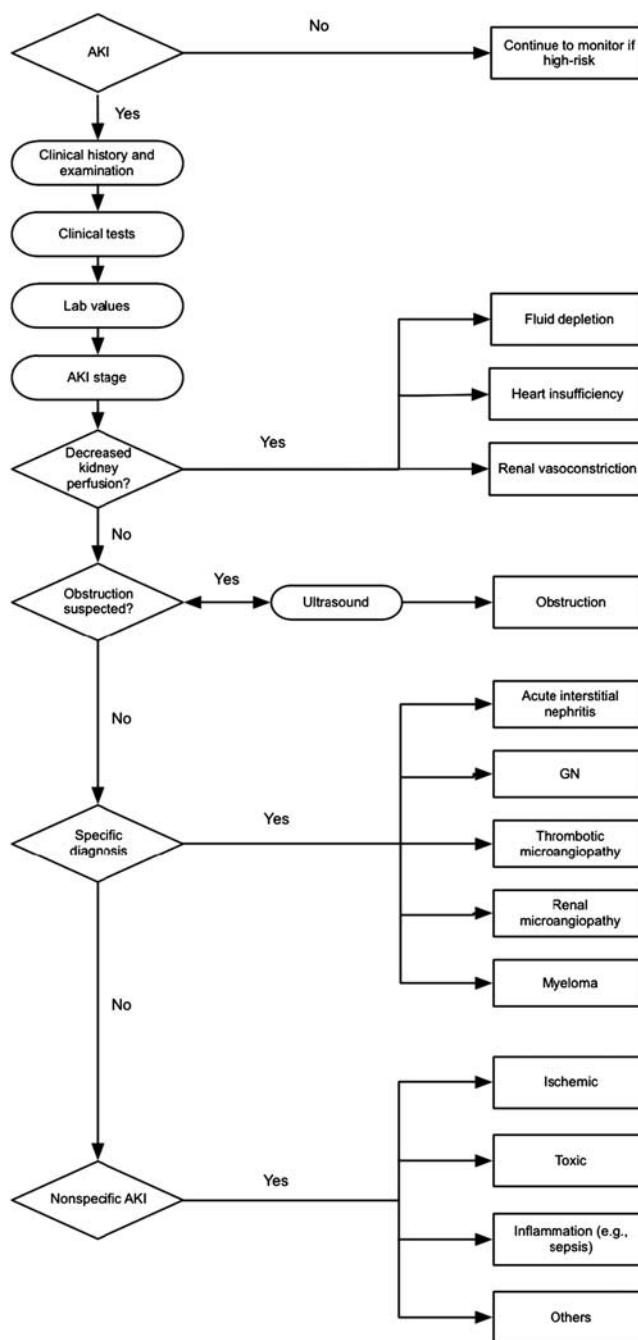 No
AKI
Continue to monitor if
high-risk
Yes
Clinical history and
examination
Clinical tests
Lab values
Fluid depletion
AKI stage
Heart insufficiency
Yes
Decreased
kidney
perfusion?
Renal vasoconstriction
No
Yes
Obstruction
suspected?
Ultrasound
Obstruction
Acute interstitial
nephritis
No
GN
Yes
Specific
diagnosis
Thrombotic
microangiopathy
Renal
microangiopathy
Myeloma
No
Ischemic
Toxic
Yes
Nonspecific AKI
Inflammation (e.g.,
sepsis)
Others